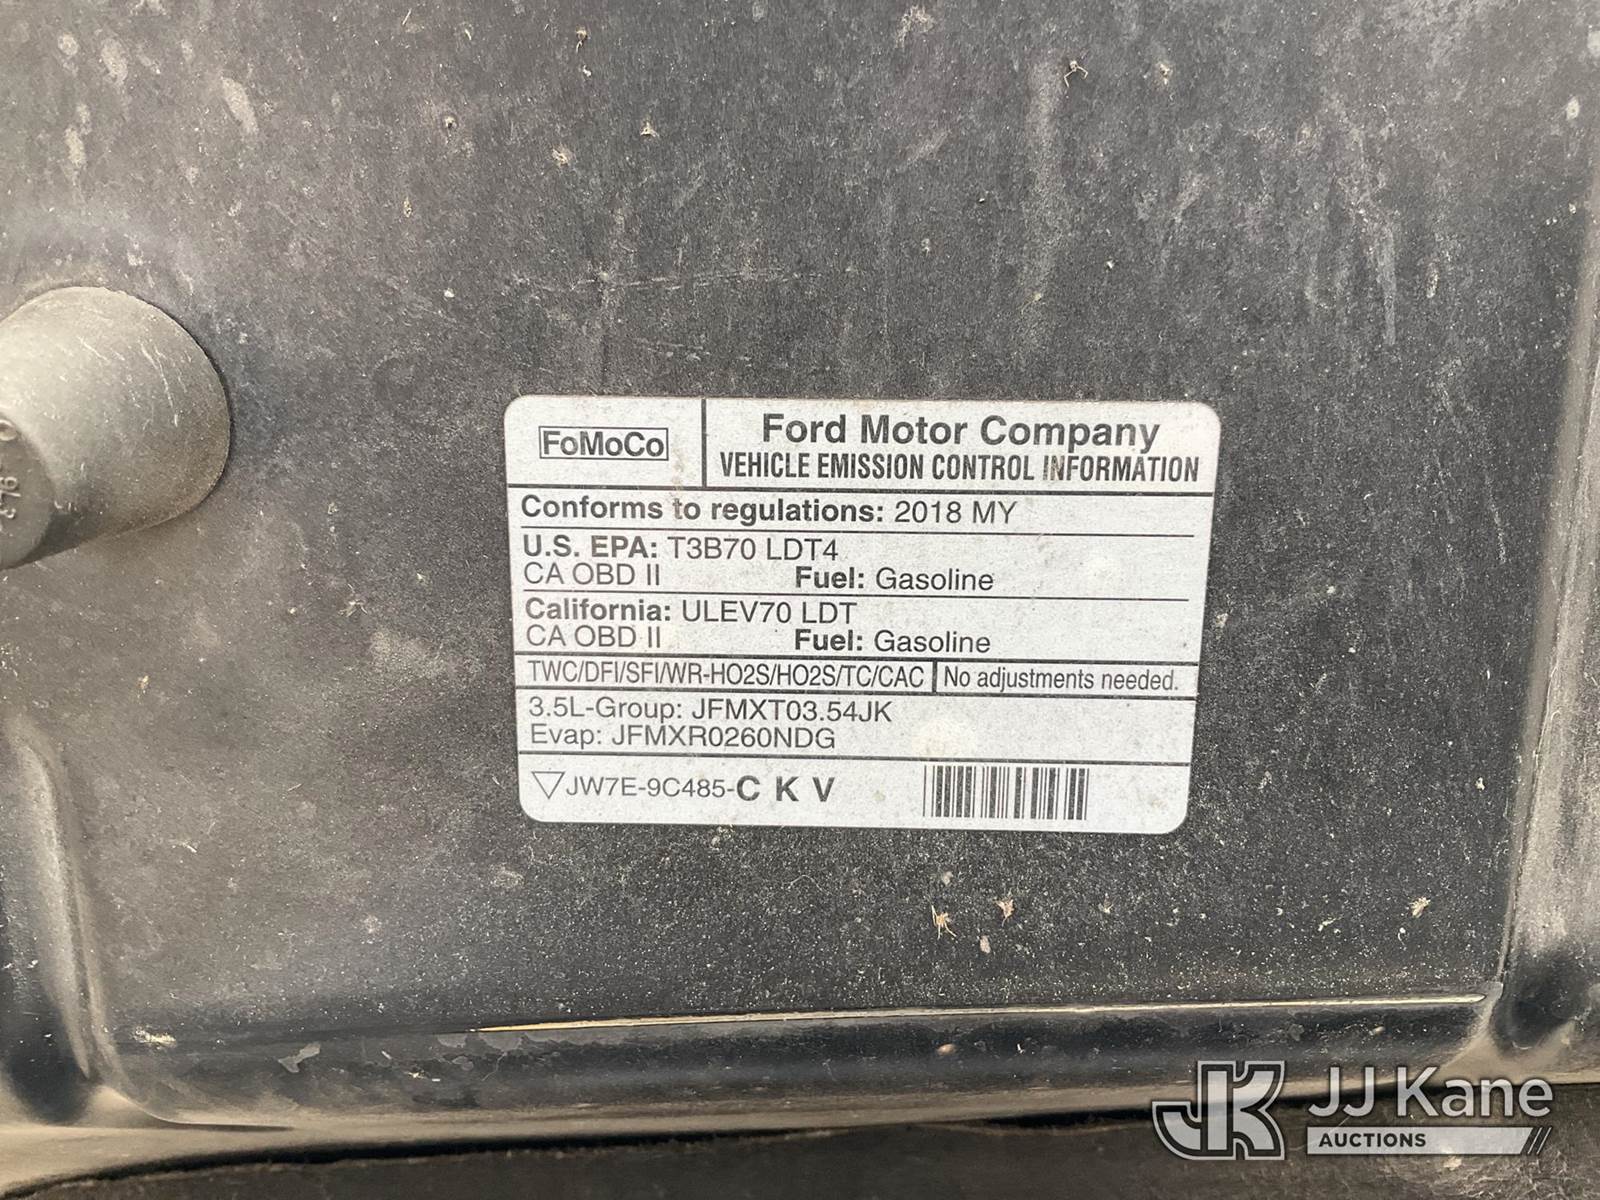 FoMoCo
Ford Motor Company
VEHICLE EMISSION CONTROL INFORMATION
Conforms to regulations: 2018 MY
U.S. EPA: T3B70 LDT4
CA OBD II Fuel: Gasoline
California: ULEV70 LDT
CA OBD II Fuel: Gasoline
TWC/DFI/SFI/WR-HO2S/HO2S/TC/CAC No adjustments needed.
3.5L-Group: JFMXT03.54JK
Evap: JFMXR0260NDG
JW7E-9C485-C K V
JK JJ Kane
AUCTIONS